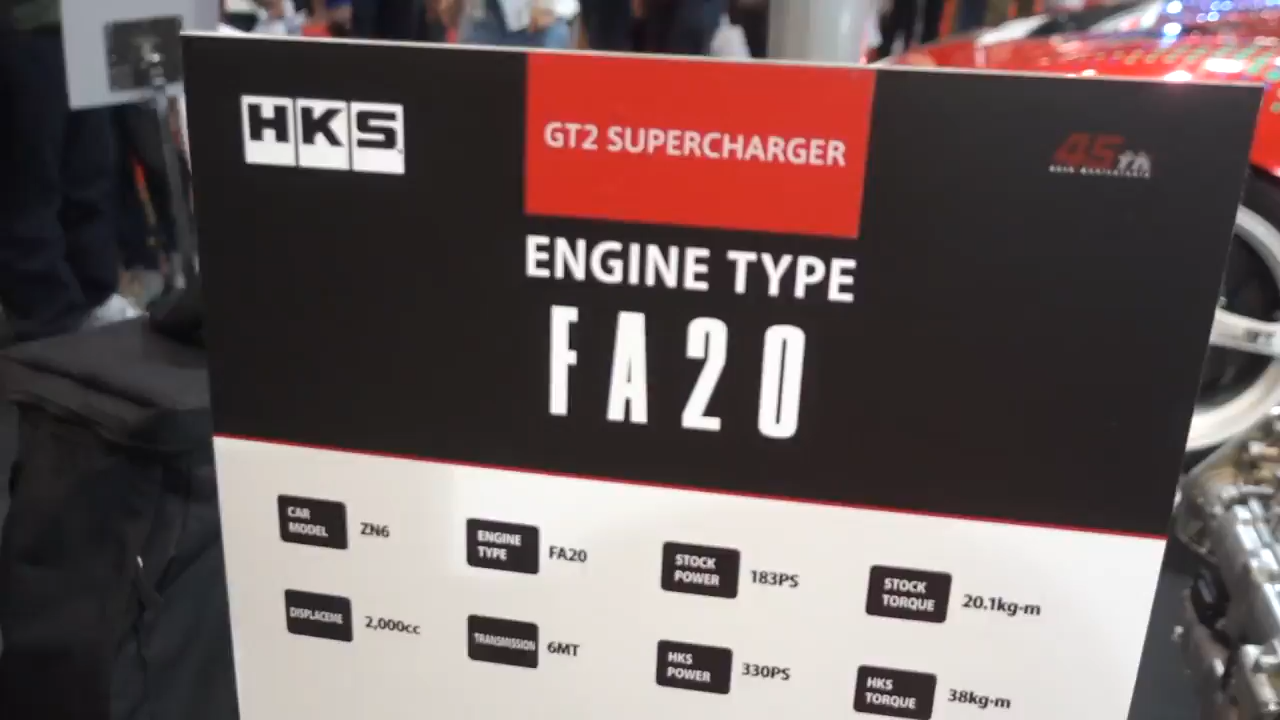 HKS
GT2 SUPERCHARGER
45th
ENGINE TYPE
FA20
CAR MODEL ZN6
ENGINE TYPE FA20
STOCK POWER 183PS
STOCK TORQUE 20.1kg-m
DISPLACEME 2,000cc
TRANSMISSION 6MT
HKS POWER 330PS
HKS TORQUE 38kg-m